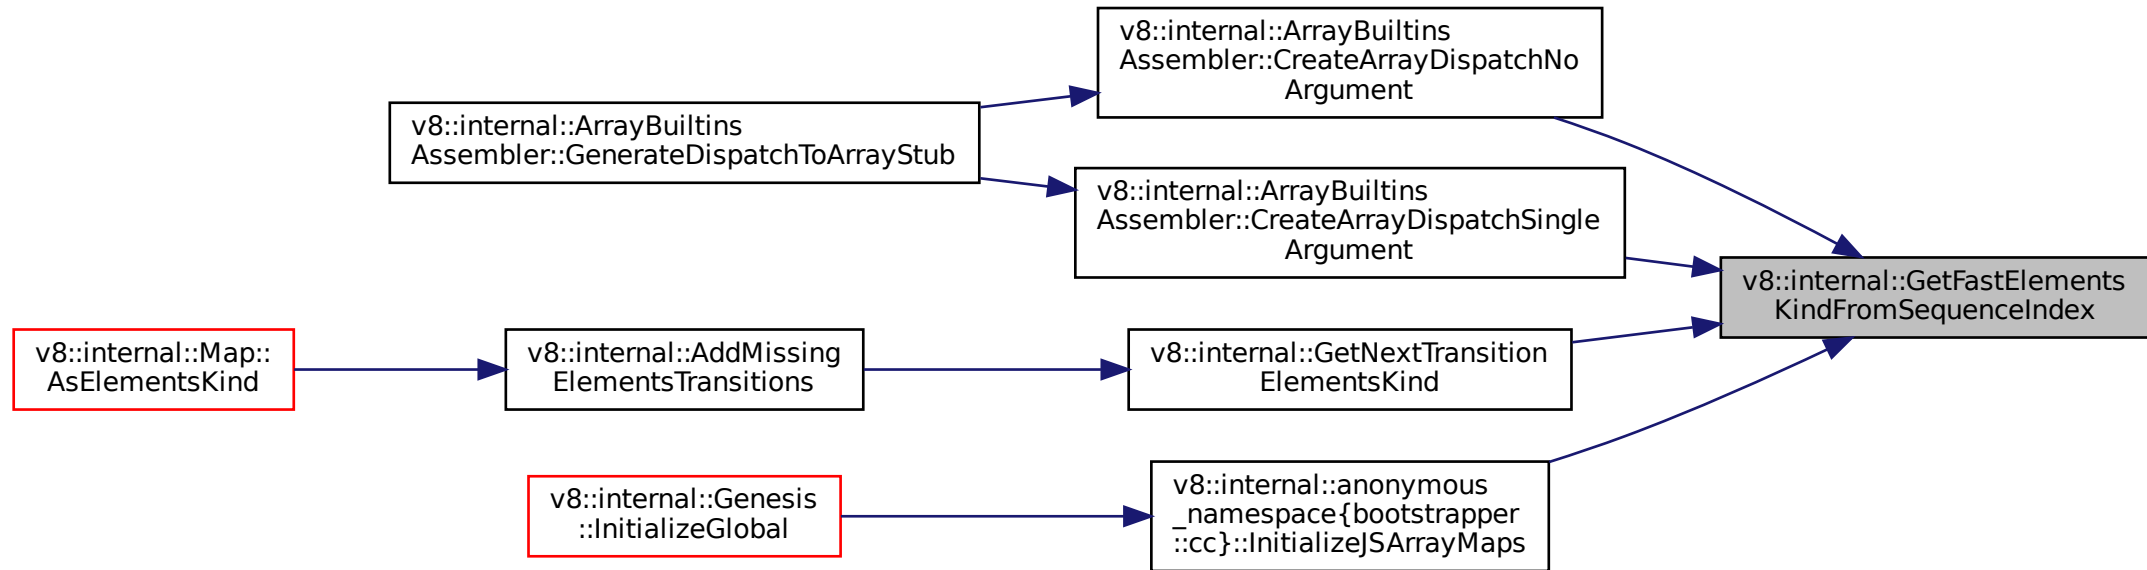 v8::internal::ArrayBuiltins
Assembler::CreateArrayDispatchNo
Argument
v8::internal::ArrayBuiltins
Assembler::GenerateDispatchToArrayStub
v8::internal::ArrayBuiltins
Assembler::CreateArrayDispatchSingle
Argument
v8::internal::GetFastElements
KindFromSequenceIndex
v8::internal::Map::
AsElementsKind
v8::internal::AddMissing
ElementsTransitions
v8::internal::GetNextTransition
ElementsKind
v8::internal::Genesis
::InitializeGlobal
v8::internal::anonymous
_namespace{bootstrapper
::cc}::InitializeJSArrayMaps